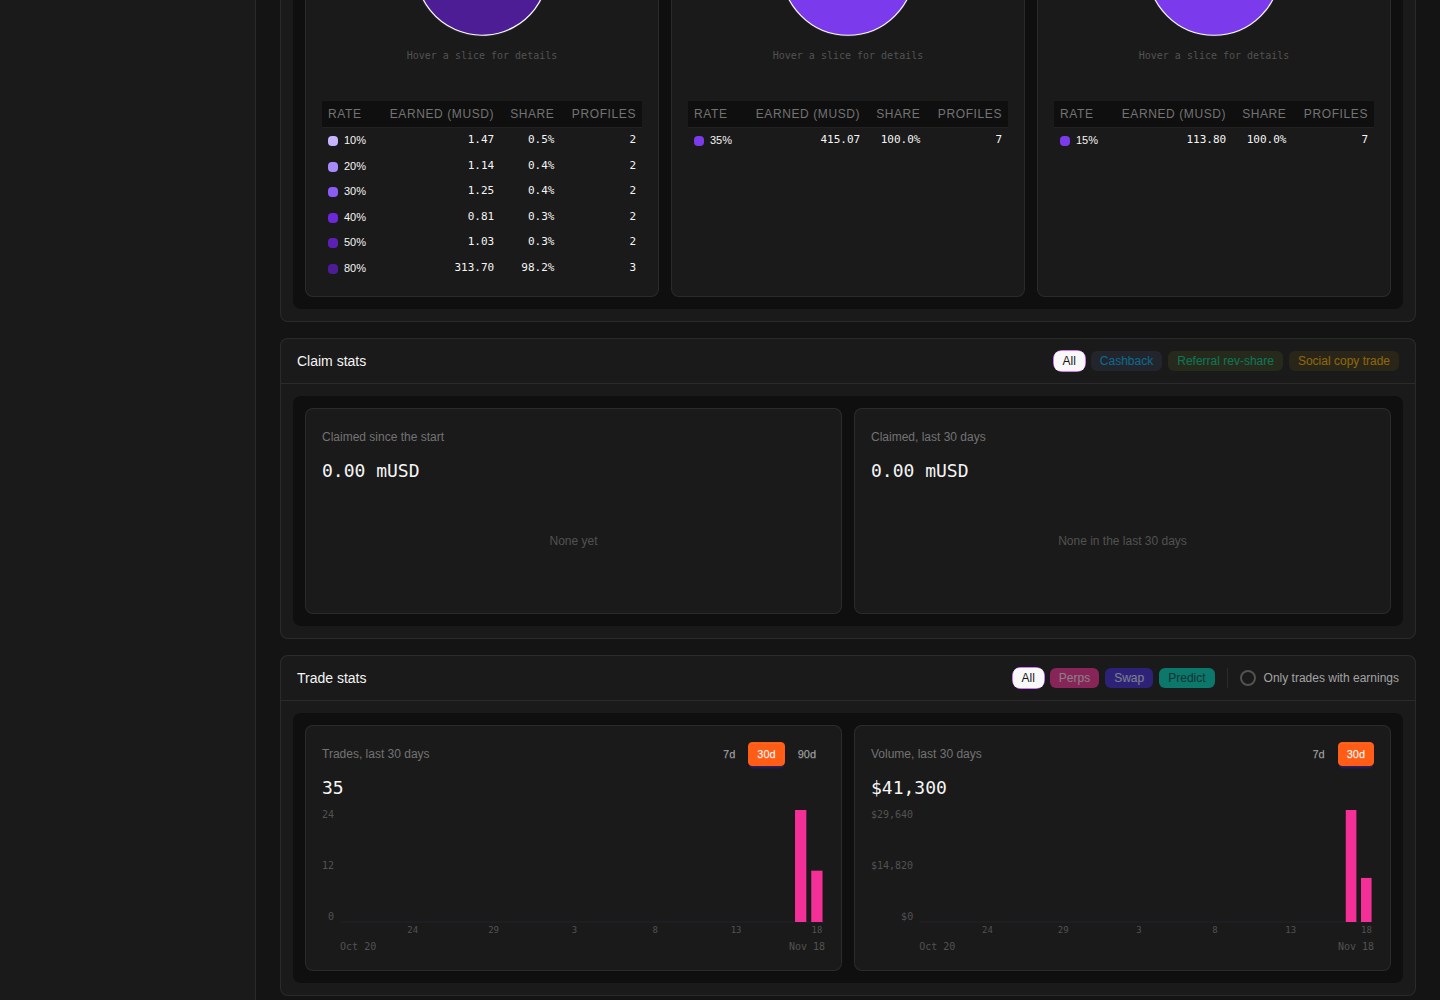 Hover a slice for details
Hover a slice for details
Hover a slice for details
RATE EARNED (MUSD) SHARE PROFILES
10% 1.47 0.5% 2
20% 1.14 0.4% 2
30% 1.25 0.4% 2
40% 0.81 0.3% 2
50% 1.03 0.3% 2
80% 313.70 98.2% 3
RATE EARNED (MUSD) SHARE PROFILES
35% 415.07 100.0% 7
RATE EARNED (MUSD) SHARE PROFILES
15% 113.80 100.0% 7
Claim stats
All Cashback Referral rev-share Social copy trade
Claimed since the start
0.00 mUSD
None yet
Claimed, last 30 days
0.00 mUSD
None in the last 30 days
Trade stats
All Perps Swap Predict Only trades with earnings
Trades, last 30 days 7d 30d 90d
35
24
12
0
24 29 3 8 13 18
Oct 20 Nov 18
Volume, last 30 days 7d 30d
$41,300
$29,640
$14,820
$0
24 29 3 8 13 18
Oct 20 Nov 18